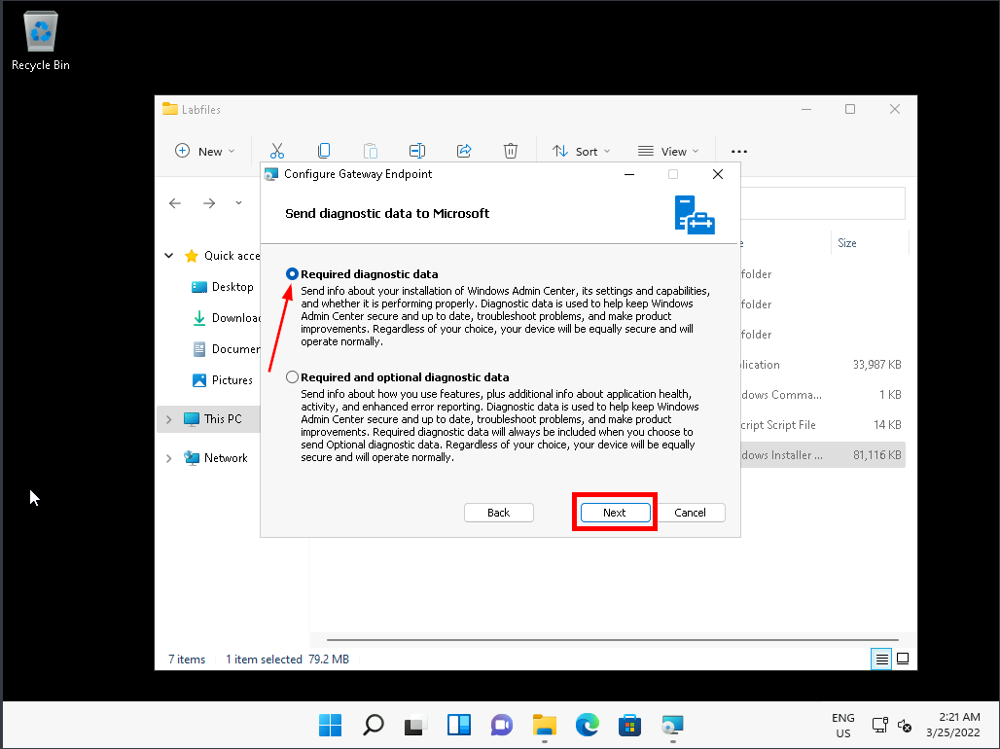 Recycle Bin
Labfiles
New
Sort
View
Configure Gateway Endpoint
Send diagnostic data to Microsoft
Size
Quick acce
Desktop
Downloac
Documer
Pictures
This PC
Network
Required diagnostic data
Send info about your installation of Windows Admin Center, its settings and capabilities,
and whether it is performing properly. Diagnostic data is used to help keep Windows
Admin Center secure and up to date, troubleshoot problems, and make product
improvements. Regardless of your choice, your device will be equally secure and will
operate normally.
Required and optional diagnostic data
Send info about how you use features, plus additional info about application health,
activity, and enhanced error reporting. Diagnostic data is used to help keep Windows
Admin Center secure and up to date, troubleshoot problems, and make product
improvements. Required diagnostic data will always be included when you choose to
send Optional diagnostic data. Regardless of your choice, your device will be equally
secure and will operate normally.
Back
Next
Cancel
folder
folder
folder
lication 33,987 KB
dows Comma... 1 KB
cript Script File 14 KB
dows Installer ... 81,116 KB
7 items 1 item selected 79.2 MB
ENG
US
2:21 AM
3/25/2022